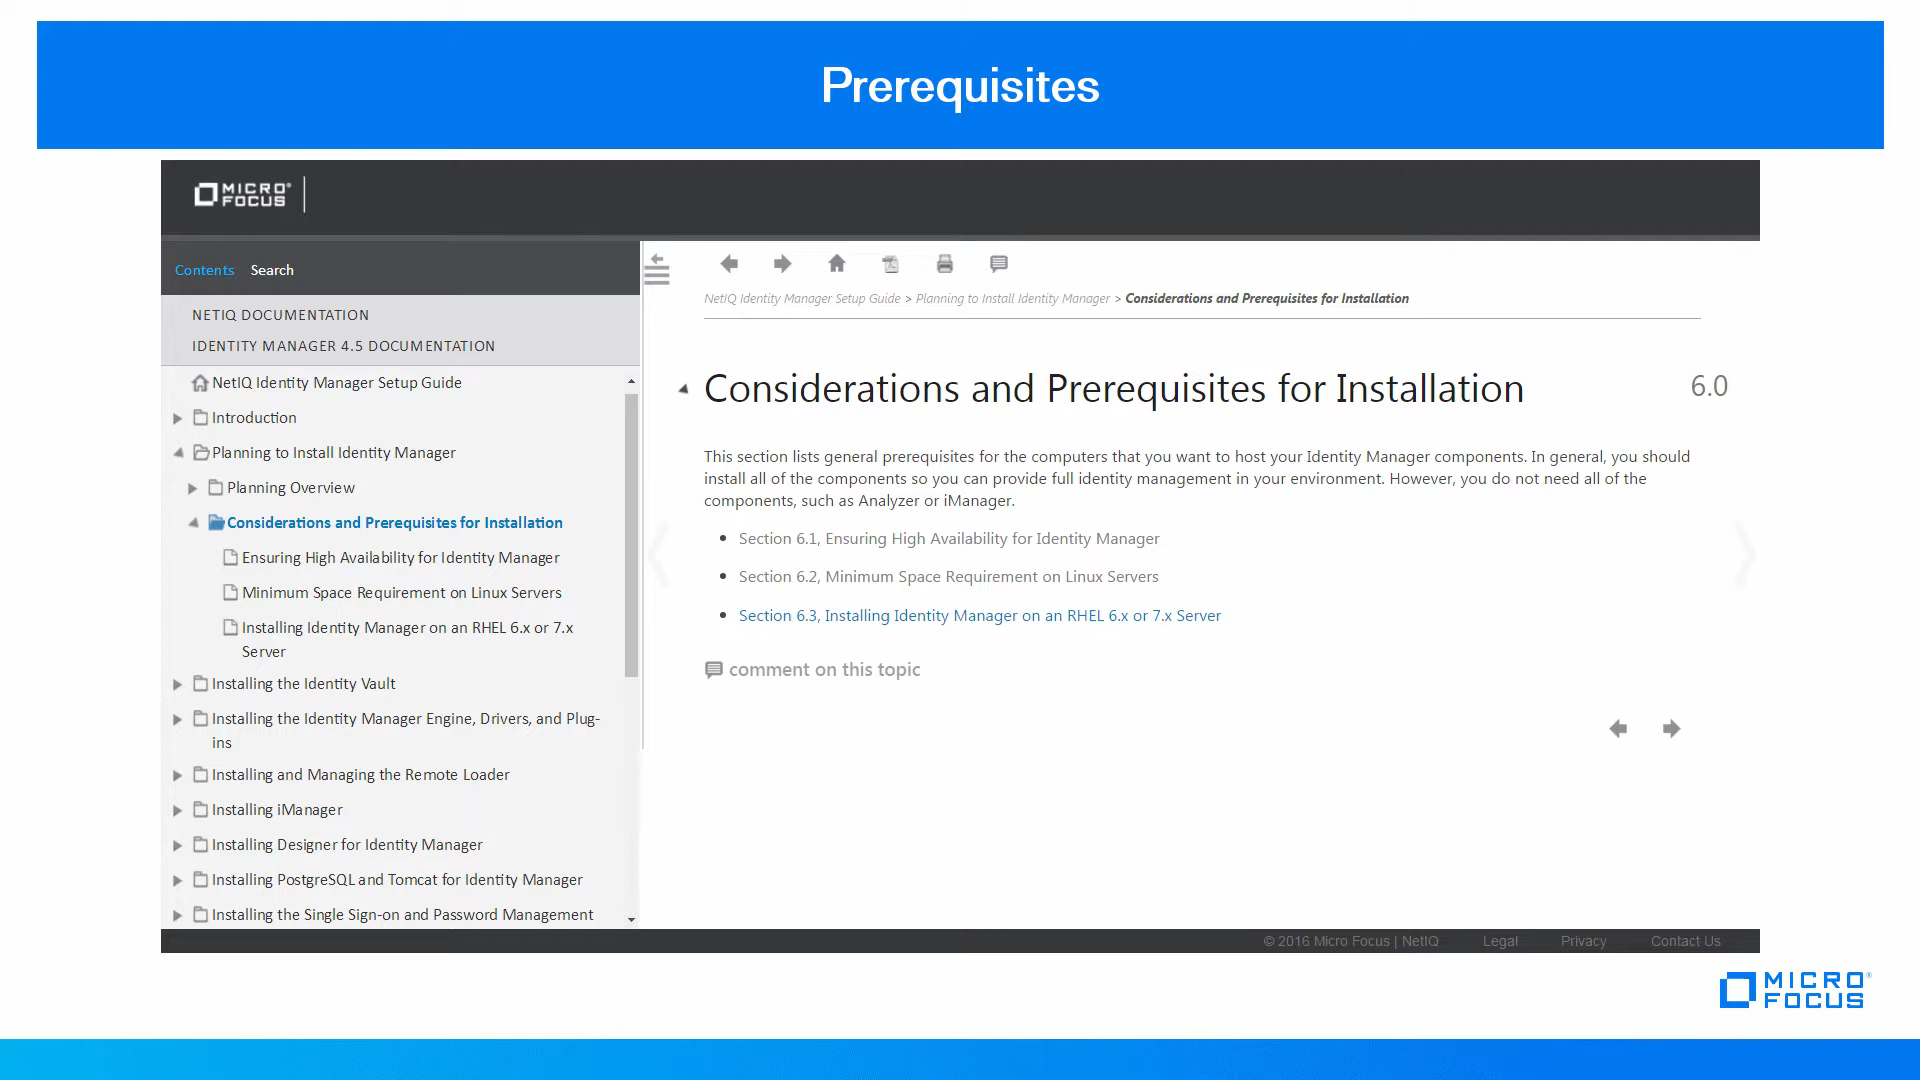 Prerequisites
MICRO
FOCUS
Contents Search
NETIQ DOCUMENTATION
IDENTITY MANAGER 4.5 DOCUMENTATION
NetIQ Identity Manager Setup Guide
Introduction
Planning to Install Identity Manager
Planning Overview
Considerations and Prerequisites for Installation
Ensuring High Availability for Identity Manager
Minimum Space Requirement on Linux Servers
Installing Identity Manager on an RHEL 6.x or 7.x
Server
Installing the Identity Vault
Installing the Identity Manager Engine, Drivers, and Plug-
ins
Installing and Managing the Remote Loader
Installing iManager
Installing Designer for Identity Manager
Installing PostgreSQL and Tomcat for Identity Manager
Installing the Single Sign-on and Password Management
NetIQ Identity Manager Setup Guide > Planning to Install Identity Manager > Considerations and Prerequisites for Installation
Considerations and Prerequisites for Installation 6.0
This section lists general prerequisites for the computers that you want to host your Identity Manager components. In general, you should
install all of the components so you can provide full identity management in your environment. However, you do not need all of the
components, such as Analyzer or iManager.
• Section 6.1, Ensuring High Availability for Identity Manager
• Section 6.2, Minimum Space Requirement on Linux Servers
• Section 6.3, Installing Identity Manager on an RHEL 6.x or 7.x Server
comment on this topic
© 2016 Micro Focus | NetIQ Legal Privacy Contact Us
MICRO
FOCUS